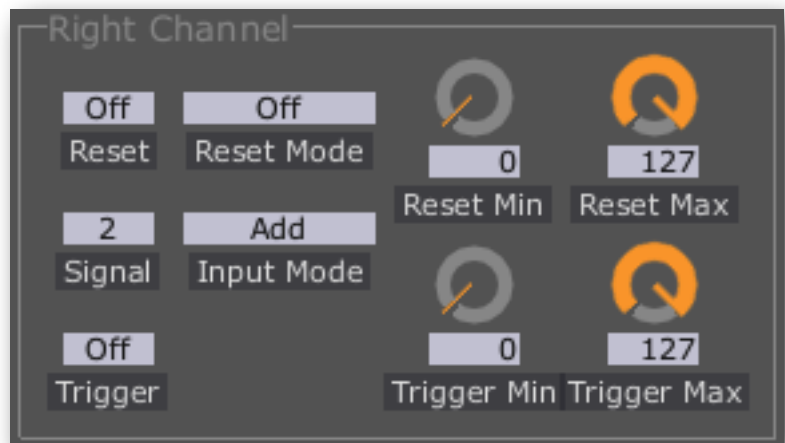 Right Channel
Off Off
Reset Reset Mode
0 127
Reset Min Reset Max
2 Add
Signal Input Mode
Off
Trigger
0 127
Trigger Min Trigger Max